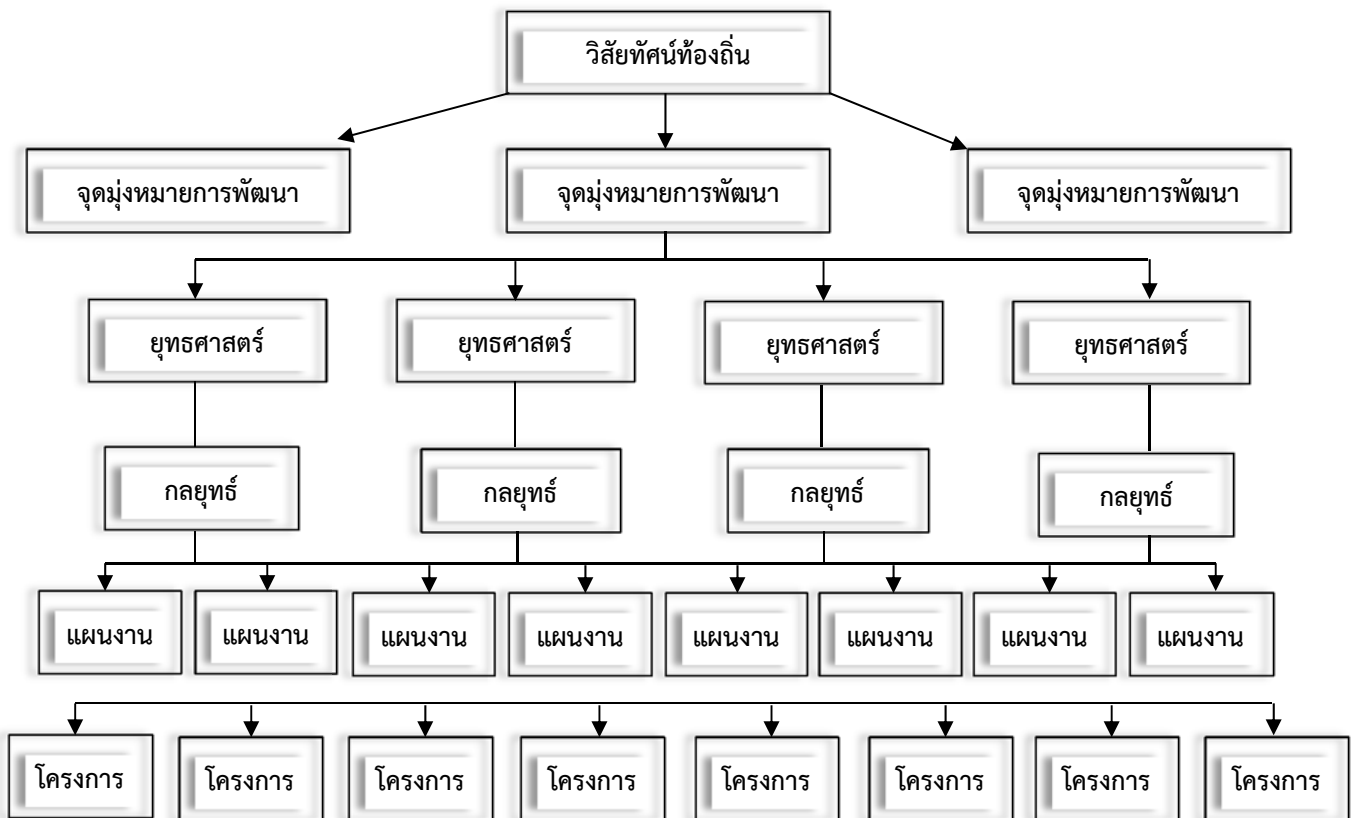 วิสัยทัศน์ท้องถิ่น
จุดมุ่งหมายการพัฒนา
จุดมุ่งหมายการพัฒนา
จุดมุ่งหมายการพัฒนา
ยุทธศาสตร์
ยุทธศาสตร์
ยุทธศาสตร์
ยุทธศาสตร์
กลยุทธ์
กลยุทธ์
กลยุทธ์
กลยุทธ์
แผนงาน
แผนงาน
แผนงาน
แผนงาน
แผนงาน
แผนงาน
แผนงาน
แผนงาน
โครงการ
โครงการ
โครงการ
โครงการ
โครงการ
โครงการ
โครงการ
โครงการ